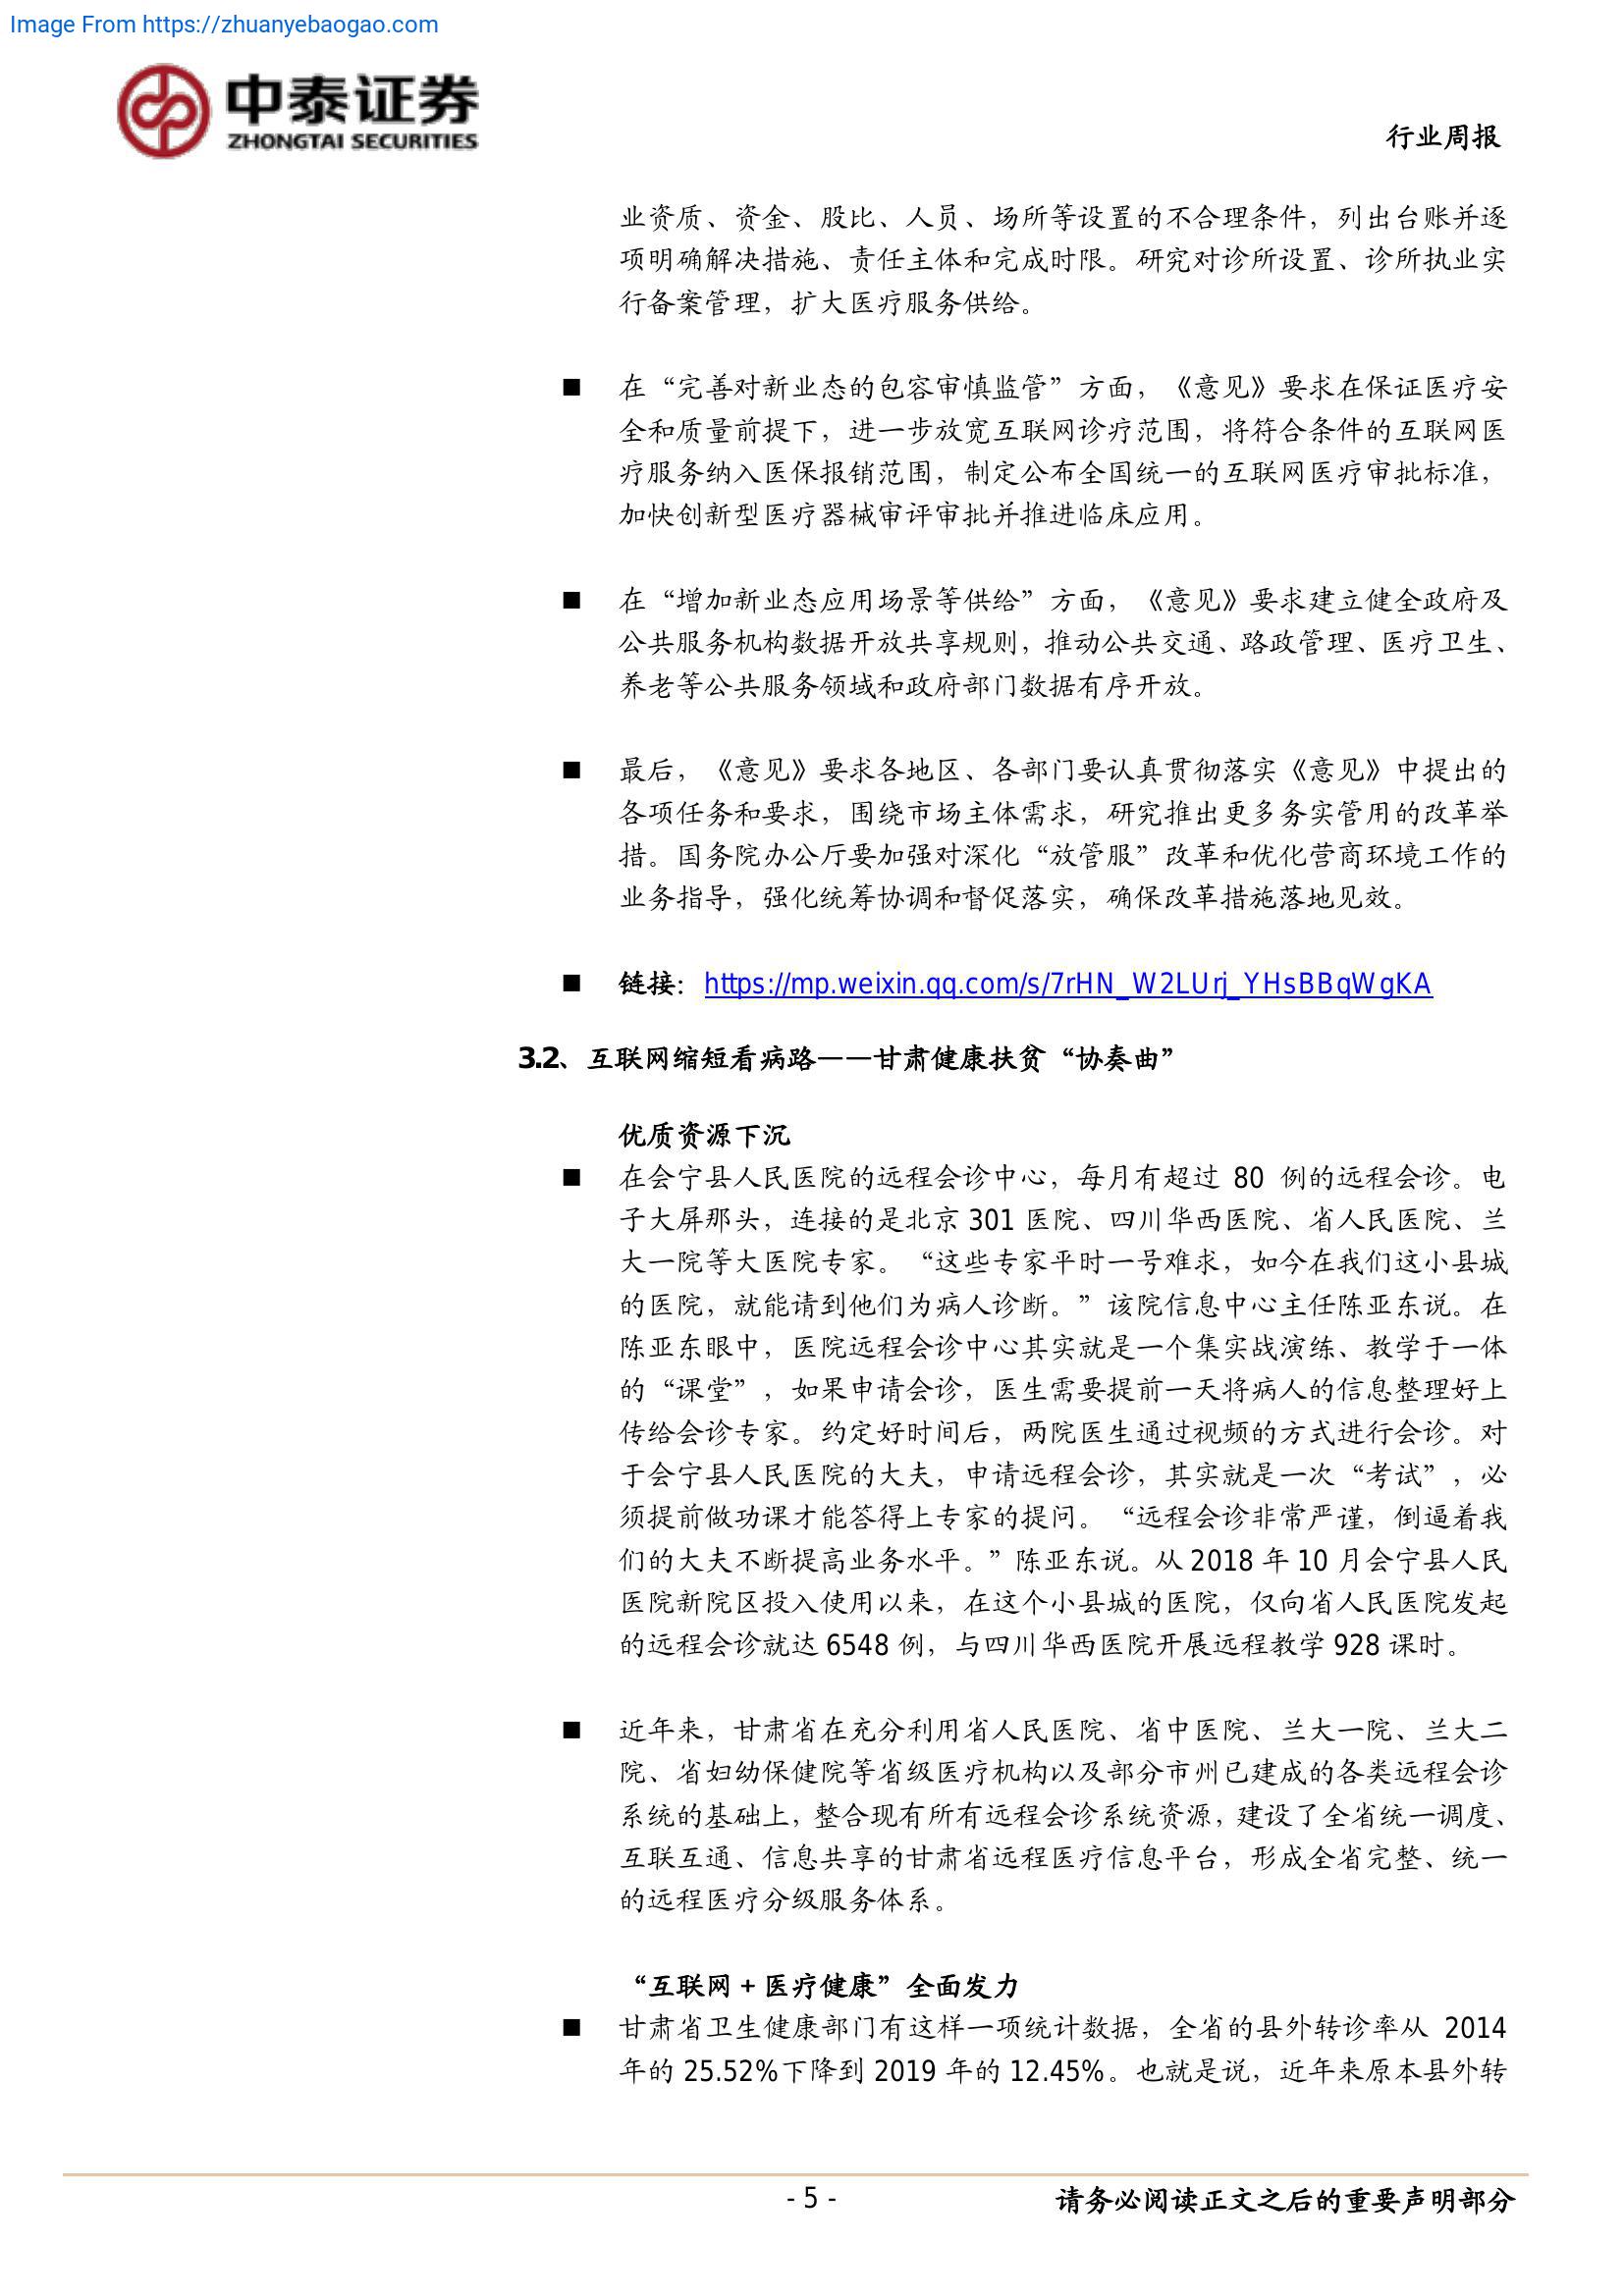 Image From https://zhuanyebaogao.com
中泰证券
ZHONGTAI SECURITIES
行业周报
业资质、资金、股比、人员、场所等设置的不合理条件，列出台账并逐
项明确解决措施、责任主体和完成时限。研究对诊所设置、诊所执业实
行备案管理，扩大医疗服务供给。
■ 在“完善对新业态的包容审慎监管”方面，《意见》要求在保证医疗安
全和质量前提下，进一步放宽互联网诊疗范围，将符合条件的互联网医
疗服务纳入医保报销范围，制定公布全国统一的互联网医疗审批标准，
加快创新型医疗器械审评审批并推进临床应用。
■ 在“增加新业态应用场景等供给”方面，《意见》要求建立健全政府及
公共服务机构数据开放共享规则，推动公共交通、路政管理、医疗卫生、
养老等公共服务领域和政府部门数据有序开放。
■ 最后，《意见》要求各地区、各部门要认真贯彻落实《意见》中提出的
各项任务和要求，围绕市场主体需求，研究推出更多务实管用的改革举
措。国务院办公厅要加强对深化“放管服”改革和优化营商环境工作的
业务指导，强化统筹协调和督促落实，确保改革措施落地见效。
■ 链接：https://mp.weixin.qq.com/s/7rHN_W2LUrj_YHsBBqWgKA
3.2、互联网缩短看病路——甘肃健康扶贫“协奏曲”
优质资源下沉
■ 在会宁县人民医院的远程会诊中心，每月有超过 80 例的远程会诊。电
子大屏那头，连接的是北京 301 医院、四川华西医院、省人民医院、兰
大一院等大医院专家。“这些专家平时一号难求，如今在我们这小县城
的医院，就能请到他们为病人诊断。”该院信息中心主任陈亚东说。在
陈亚东眼中，医院远程会诊中心其实就是一个集实战演练、教学于一体
的“课堂”，如果申请会诊，医生需要提前一天将病人的信息整理好上
传给会诊专家。约定好时间后，两院医生通过视频的方式进行会诊。对
于会宁县人民医院的大夫，申请远程会诊，其实就是一次“考试”，必
须提前做功课才能答得上专家的提问。“远程会诊非常严谨，倒逼着我
们的大夫不断提高业务水平。”陈亚东说。从 2018 年 10 月会宁县人民
医院新院区投入使用以来，在这个小县城的医院，仅向省人民医院发起
的远程会诊就达 6548 例，与四川华西医院开展远程教学 928 课时。
■ 近年来，甘肃省在充分利用省人民医院、省中医院、兰大一院、兰大二
院、省妇幼保健院等省级医疗机构以及部分市州已建成的各类远程会诊
系统的基础上，整合现有所有远程会诊系统资源，建设了全省统一调度、
互联互通、信息共享的甘肃省远程医疗信息平台，形成全省完整、统一
的远程医疗分级服务体系。
“互联网＋医疗健康”全面发力
■ 甘肃省卫生健康部门有这样一项统计数据，全省的县外转诊率从 2014
年的 25.52%下降到 2019 年的 12.45%。也就是说，近年来原本县外转
- 5 -
请务必阅读正文之后的重要声明部分